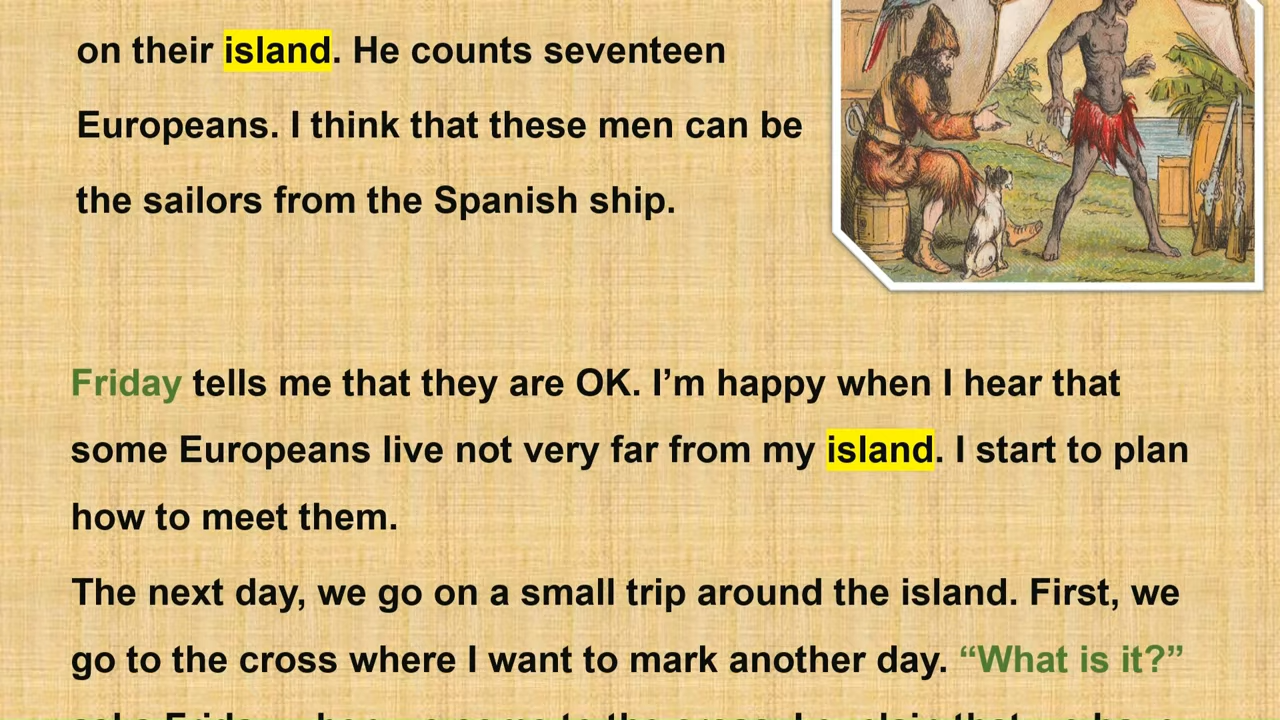 on their island. He counts seventeen
Europeans. I think that these men can be
the sailors from the Spanish ship.
Friday tells me that they are OK. I’m happy when I hear that
some Europeans live not very far from my island. I start to plan
how to meet them.
The next day, we go on a small trip around the island. First, we
go to the cross where I want to mark another day. “What is it?”